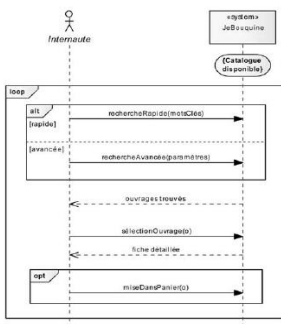 «system»
Internaute
JeBouquine
{Catalogue
disponible}
loop
alt
rechercheRapide(motsClés)
[rapide]
[avancée]
rechercheAvancée(paramètres)
ouvrages trouvés
sélectionOuvrage(o)
fiche détaillée
opt
miseDansPanier(o)